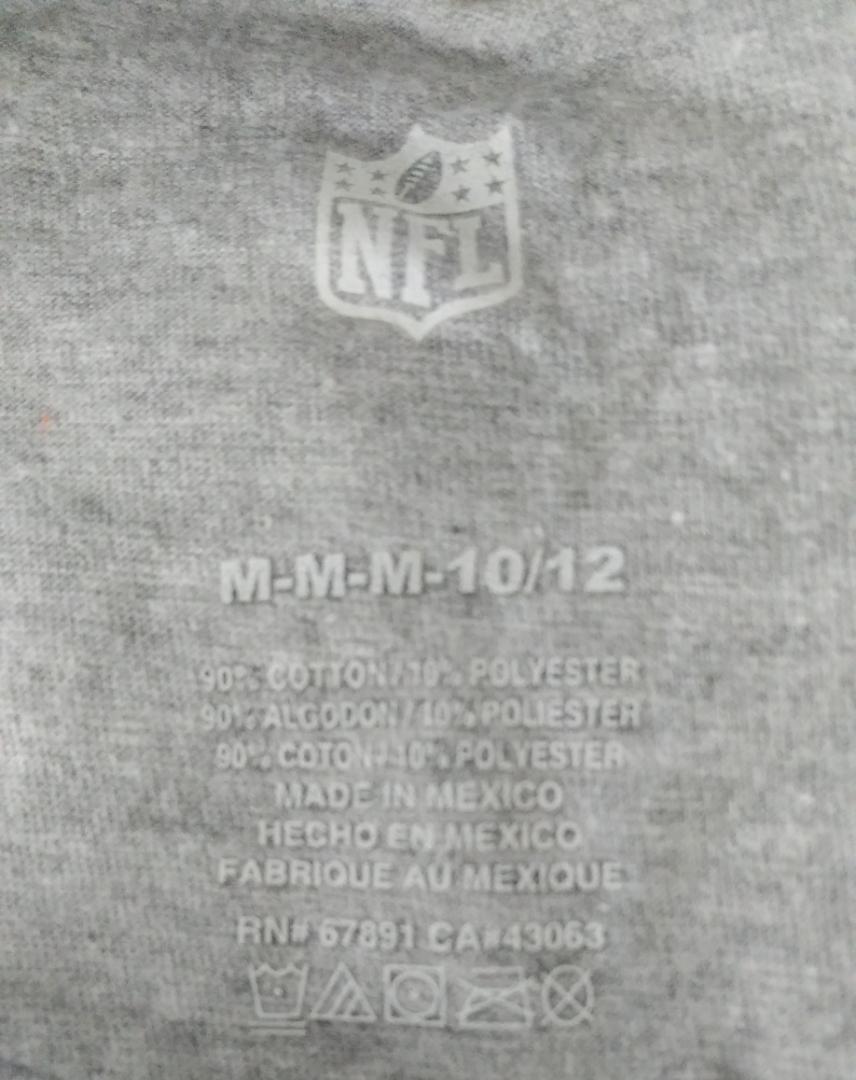 NFL
M-M-M-10/12
90% COTTON / 10% POLYESTER
90% ALGODON / 10% POLIESTER
90% COTON / 10% POLYESTER
MADE IN MEXICO
HECHO EN MEXICO
FABRIQUE AU MEXIQUE
RN# 67891 CA#43063